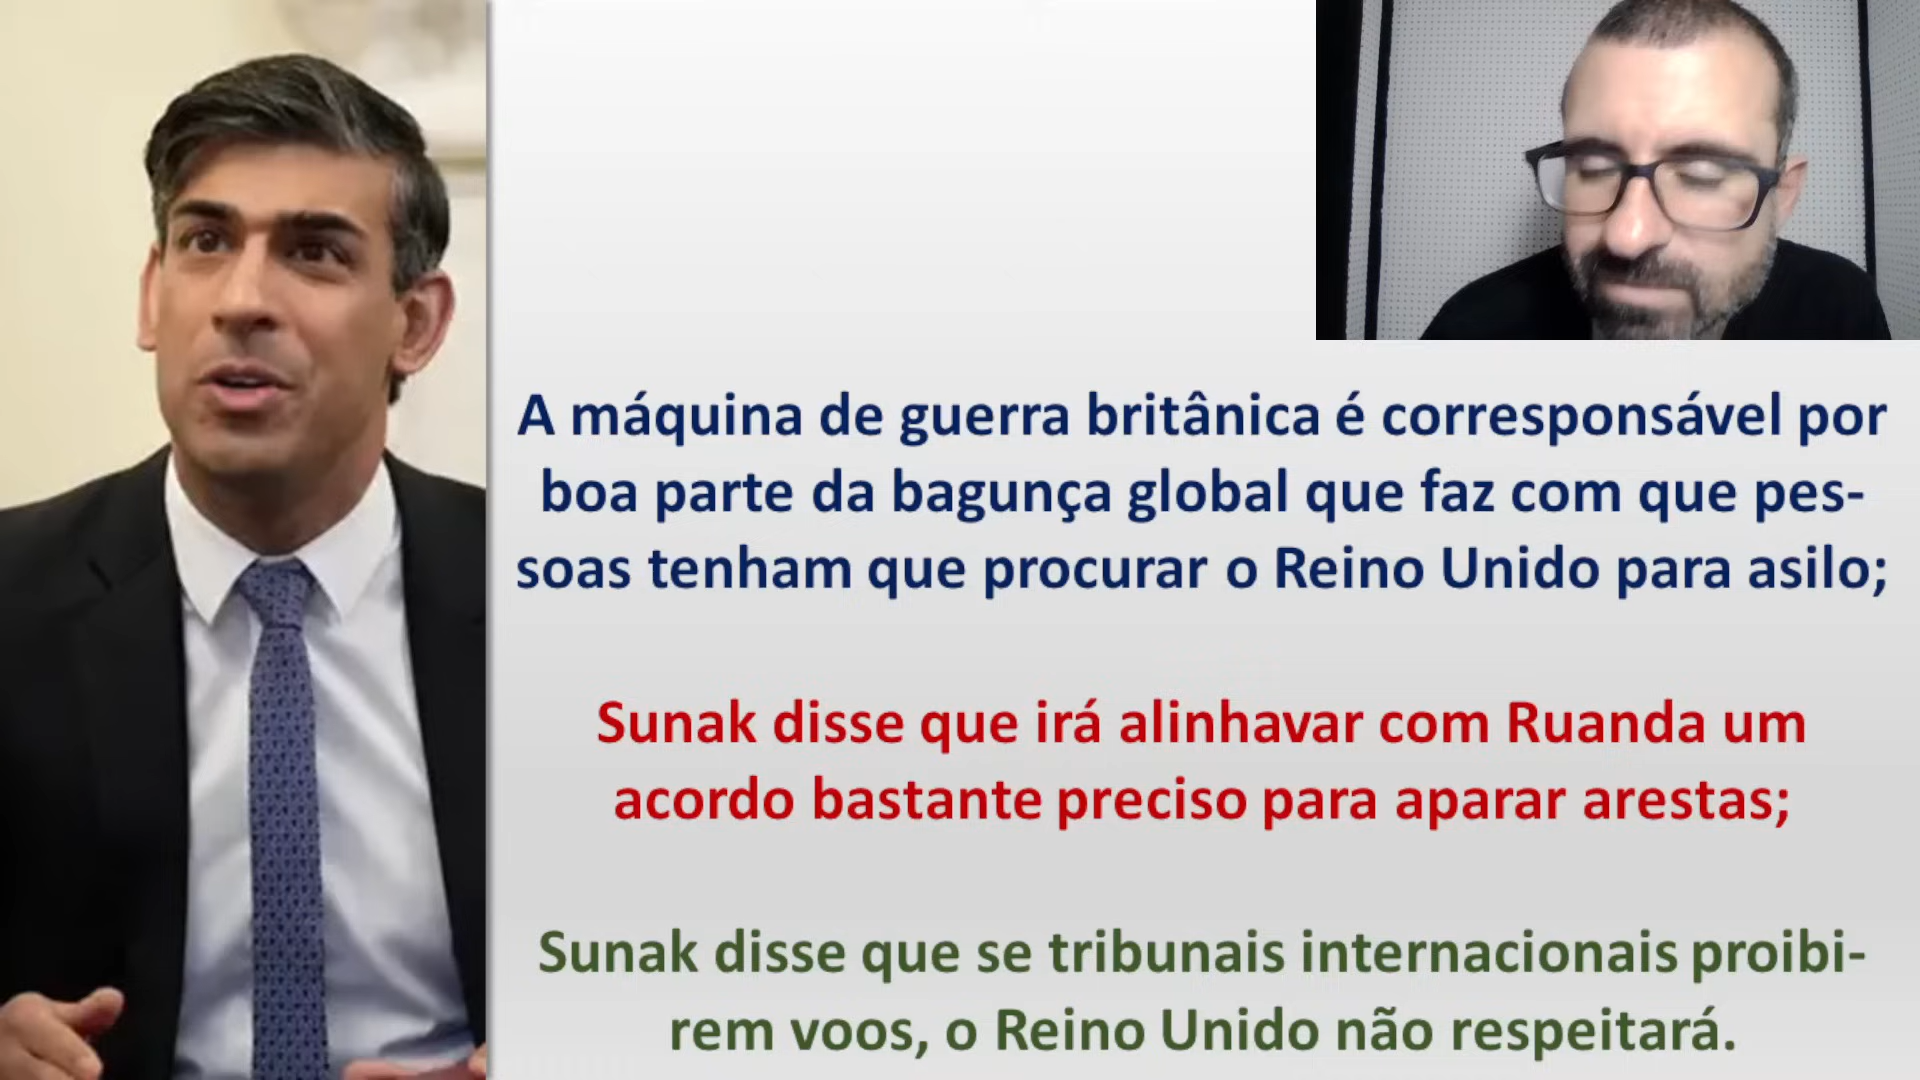 A máquina de guerra britânica é corresponsável por
boa parte da bagunça global que faz com que pes-
soas tenham que procurar o Reino Unido para asilo;
Sunak disse que irá alinhavar com Ruanda um
acordo bastante preciso para aparar arestas;
Sunak disse que se tribunais internacionais proibi-
rem voos, o Reino Unido não respeitará.